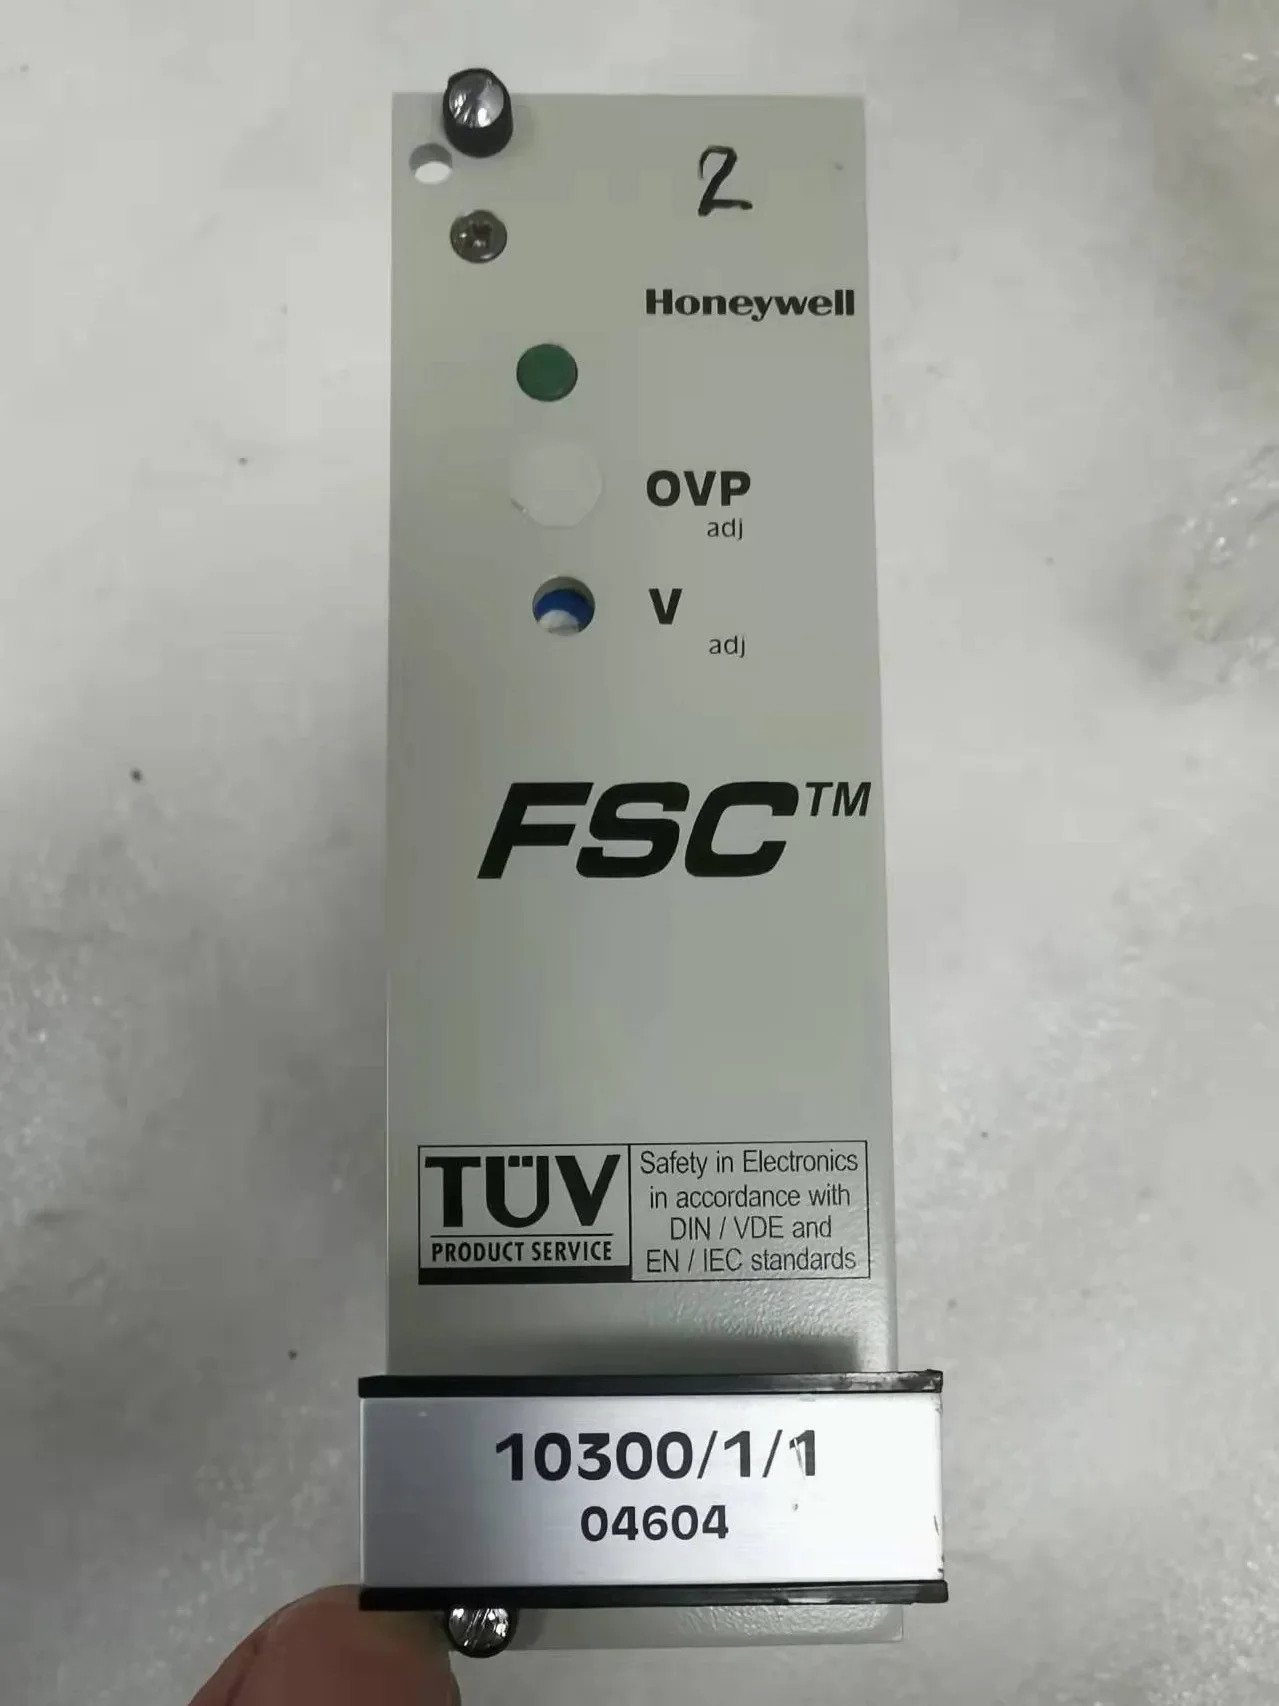 2
Honeywell
OVP
adj
V
adj
FSC™
TÜV
PRODUCT SERVICE
Safety in Electronics
in accordance with
DIN / VDE and
EN / IEC standards
10300/1/1
04604